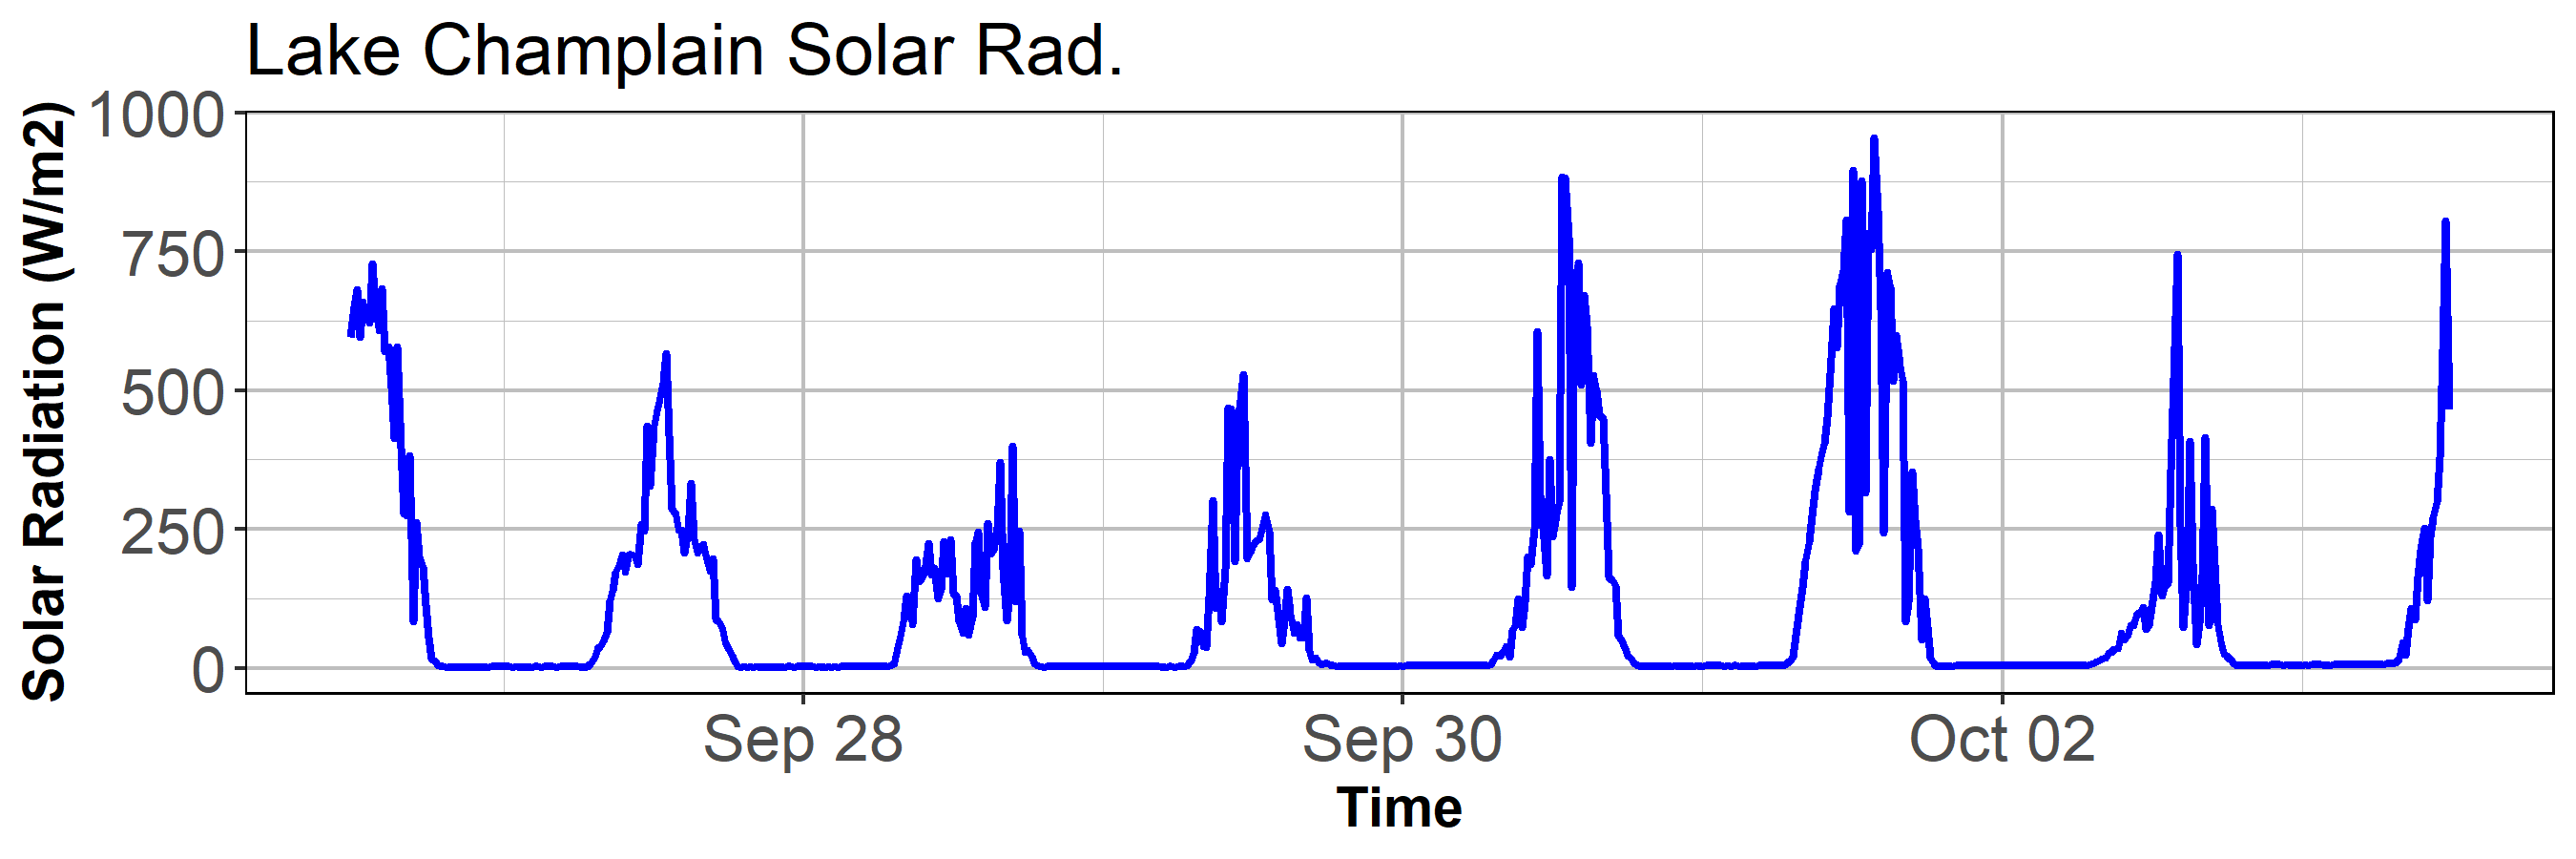 Lake Champlain Solar Rad.
Solar Radiation (W/m2)
1000
750
500
250
0
Sep 28
Sep 30
Oct 02
Time